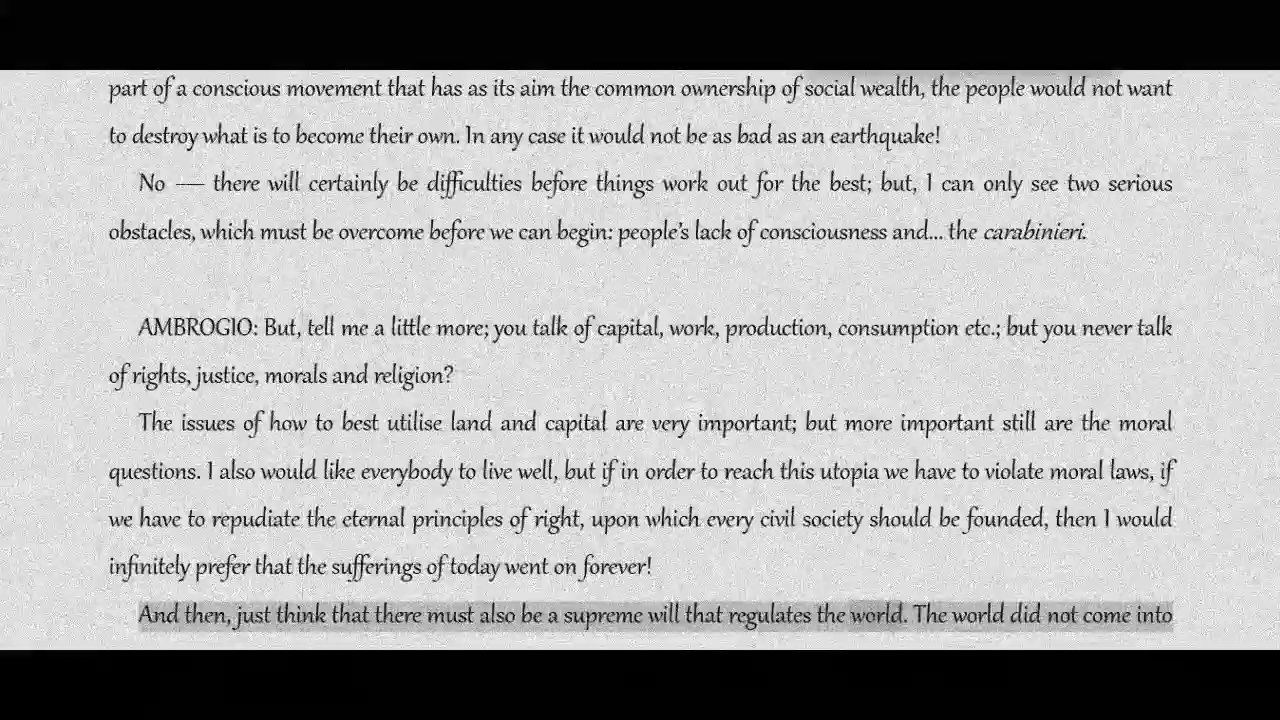 part of a conscious movement that has as its aim the common ownership of social wealth, the people would not want
to destroy what is to become their own. In any case it would not be as bad as an earthquake!
No — there will certainly be difficulties before things work out for the best; but, I can only see two serious
obstacles, which must be overcome before we can begin: people’s lack of consciousness and… the carabinieri.
AMBROGIO: But, tell me a little more; you talk of capital, work, production, consumption etc.; but you never talk
of rights, justice, morals and religion?
The issues of how to best utilise land and capital are very important; but more important still are the moral
questions. I also would like everybody to live well, but if in order to reach this utopia we have to violate moral laws, if
we have to repudiate the eternal principles of right, upon which every civil society should be founded, then I would
infinitely prefer that the sufferings of today went on forever!
And then, just think that there must also be a supreme will that regulates the world. The world did not come into